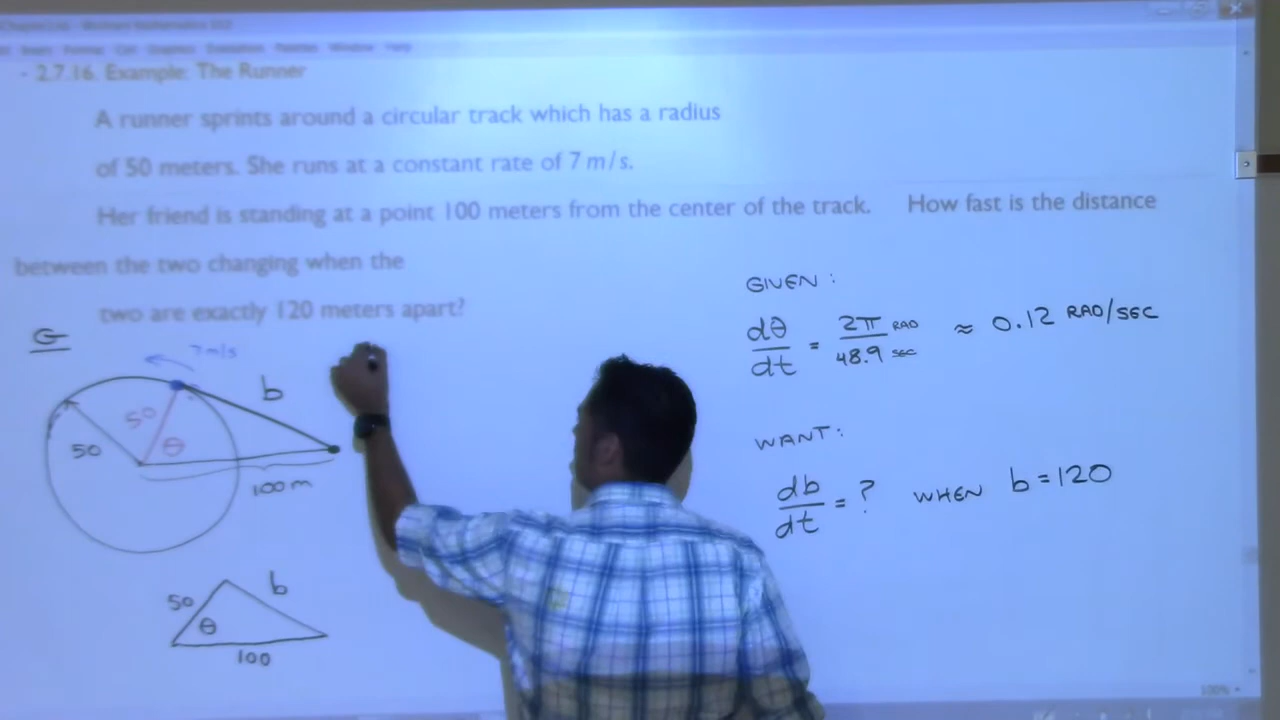 - 2.7.16. Example: The Runner
A runner sprints around a circular track which has a radius
of 50 meters. She runs at a constant rate of 7 m/s.
Her friend is standing at a point 100 meters from the center of the track. How fast is the distance
between the two changing when the
two are exactly 120 meters apart?
G
7 m/s
b
50
50
θ
100 m
50
b
θ
100
GIVEN:
dθ/dt = 2π RAD / 48.9 SEC ≈ 0.12 RAD/SEC
WANT:
db/dt = ? WHEN b = 120
100%